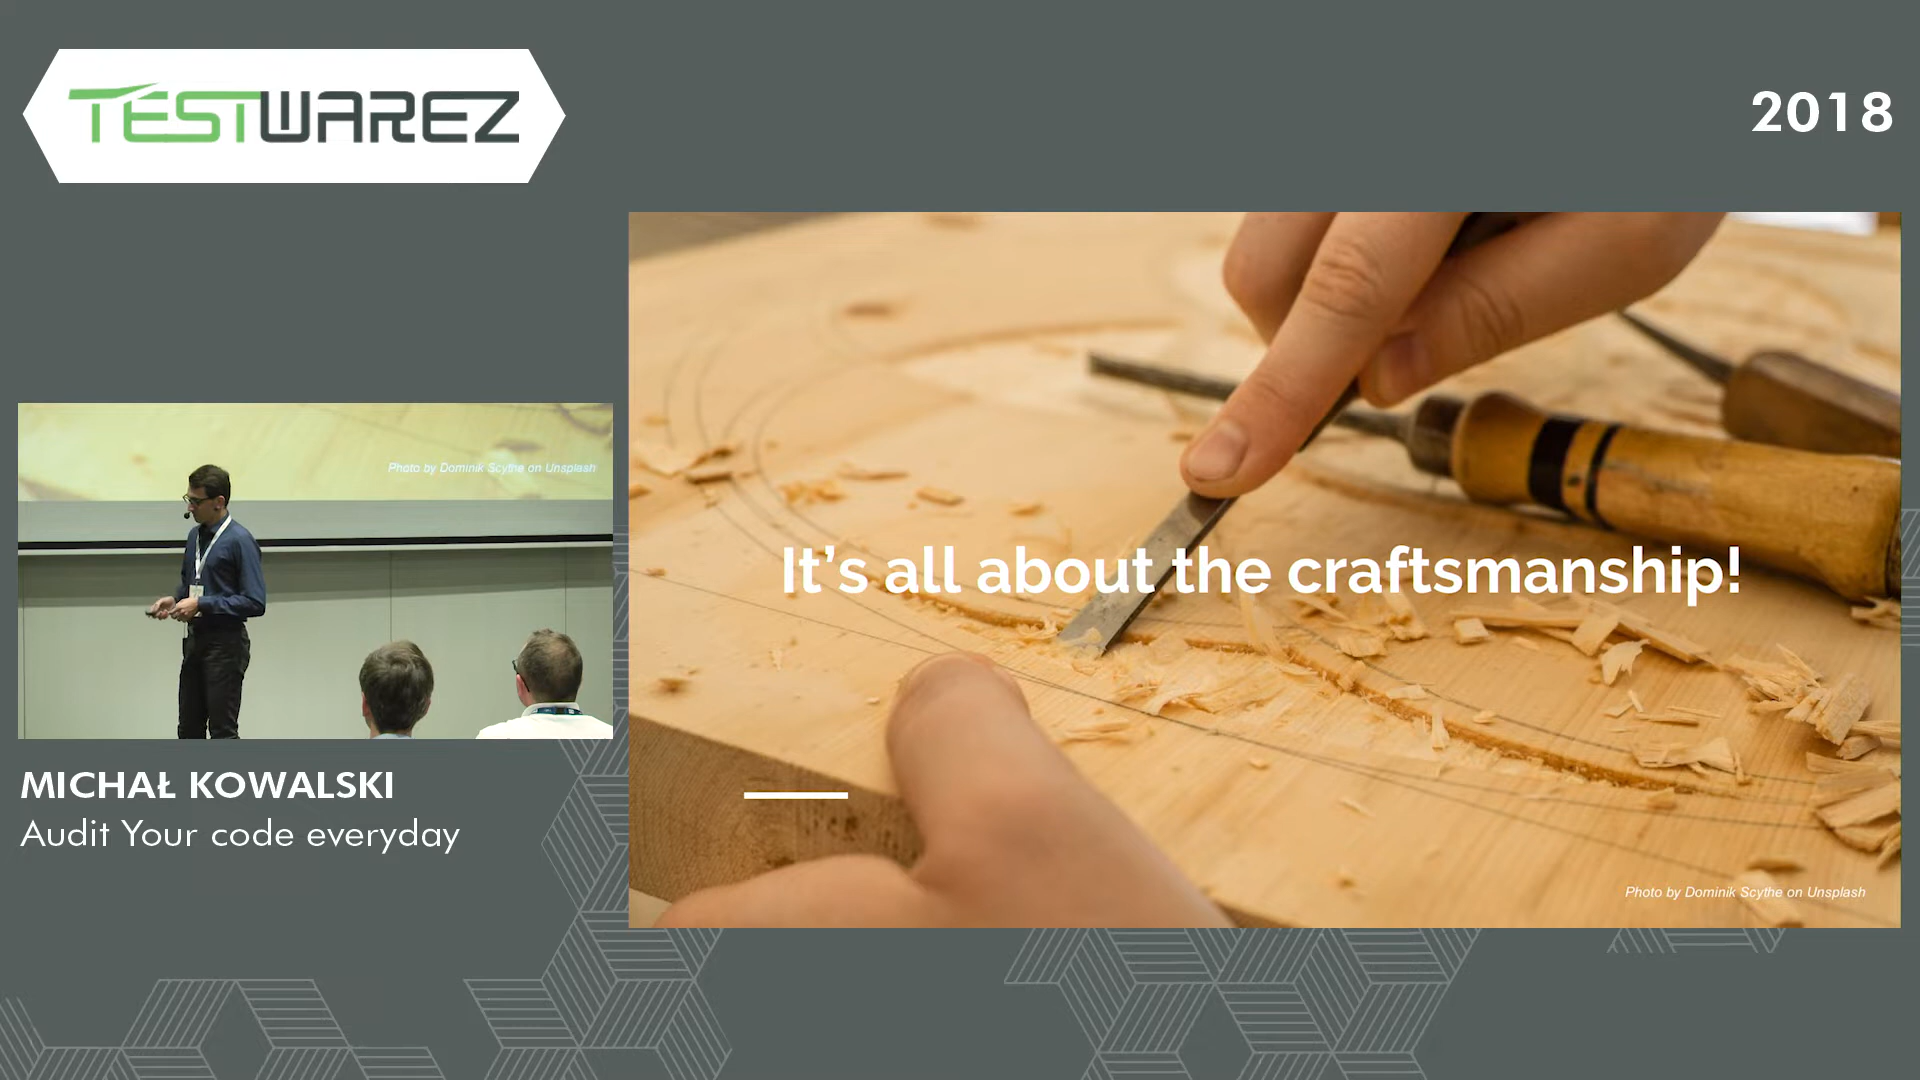 TESTWAREZ
2018
Photo by Dominik Scythe on Unsplash
MICHAŁ KOWALSKI
Audit Your code everyday
It's all about the craftsmanship!
Photo by Dominik Scythe on Unsplash